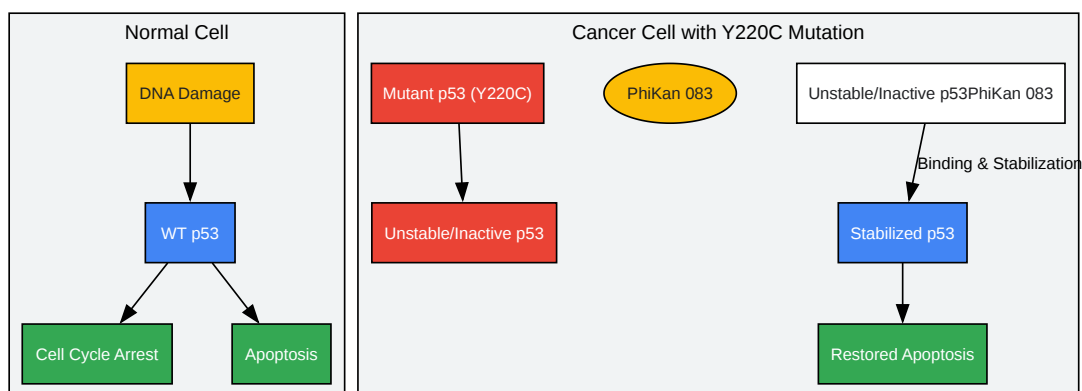 Normal Cell
DNA Damage
WT p53
Cell Cycle Arrest
Apoptosis
Cancer Cell with Y220C Mutation
Mutant p53 (Y220C)
PhiKan 083
Unstable/Inactive p53PhiKan 083
Binding & Stabilization
Unstable/Inactive p53
Stabilized p53
Restored Apoptosis